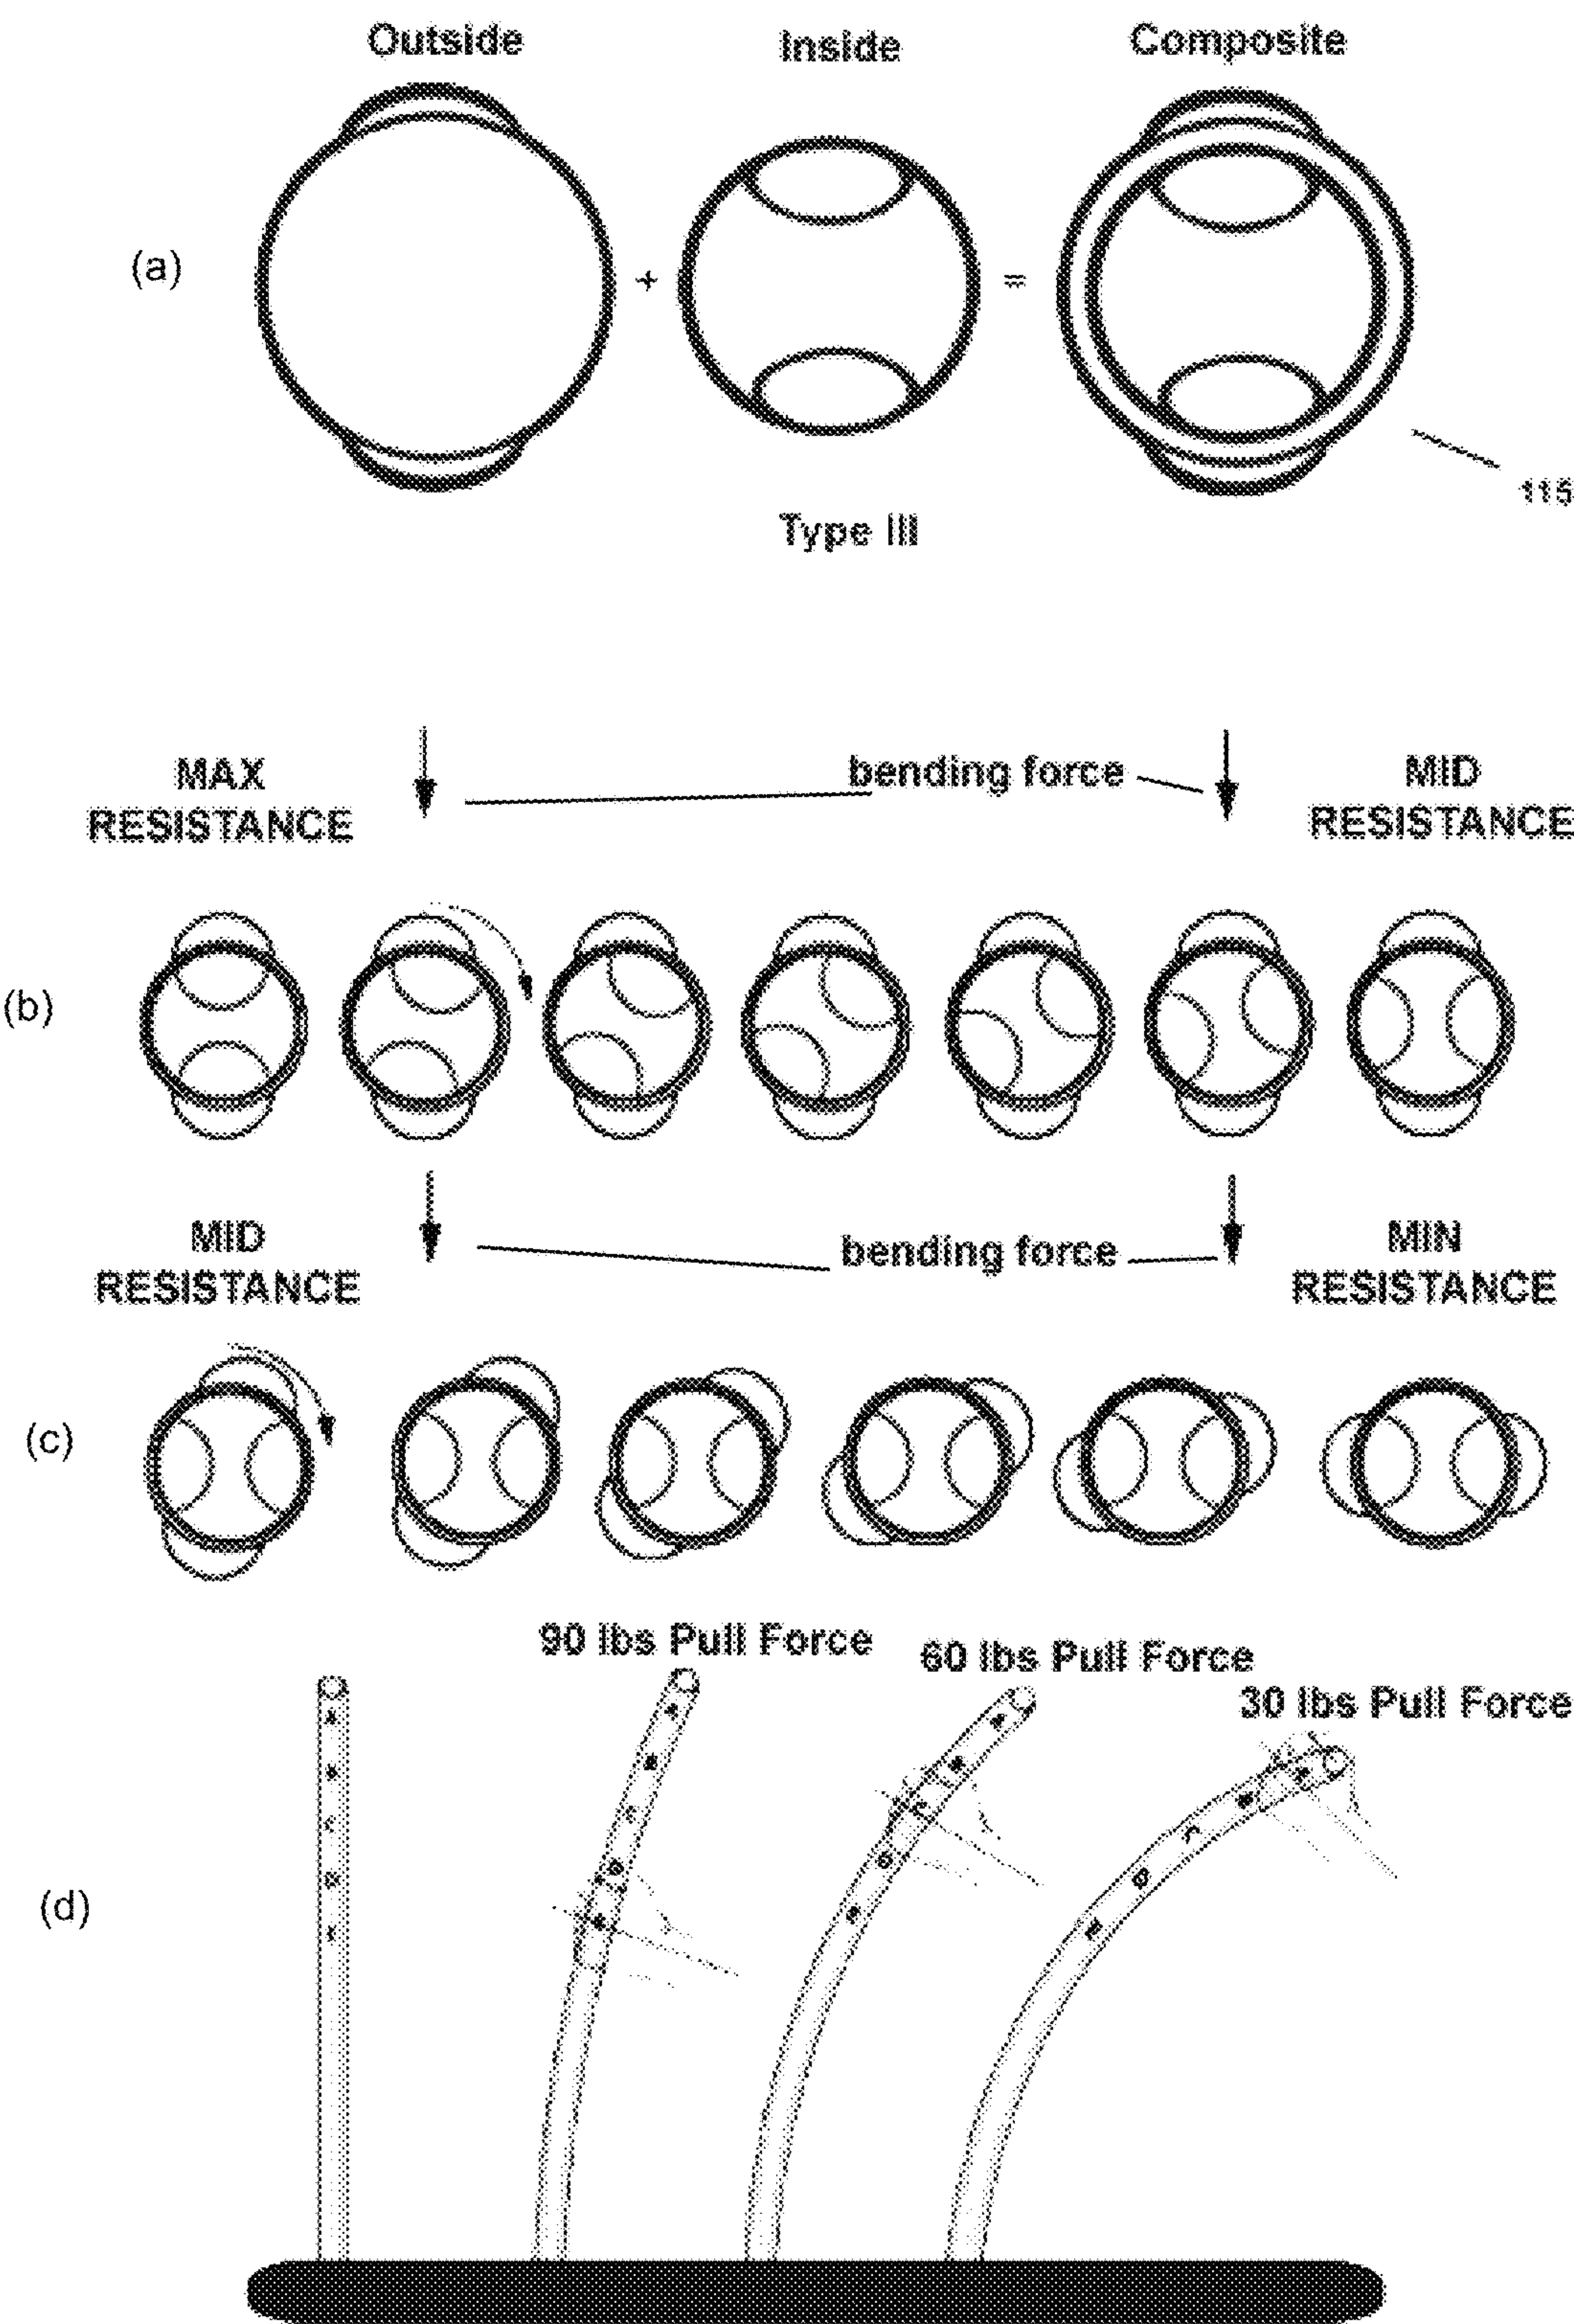 Outside
Inside
Composite
(a)
+
=
115
Type III
MAX
RESISTANCE
bending force
MID
RESISTANCE
(b)
MID
RESISTANCE
bending force
MIN
RESISTANCE
(c)
90 lbs Pull Force
60 lbs Pull Force
30 lbs Pull Force
(d)